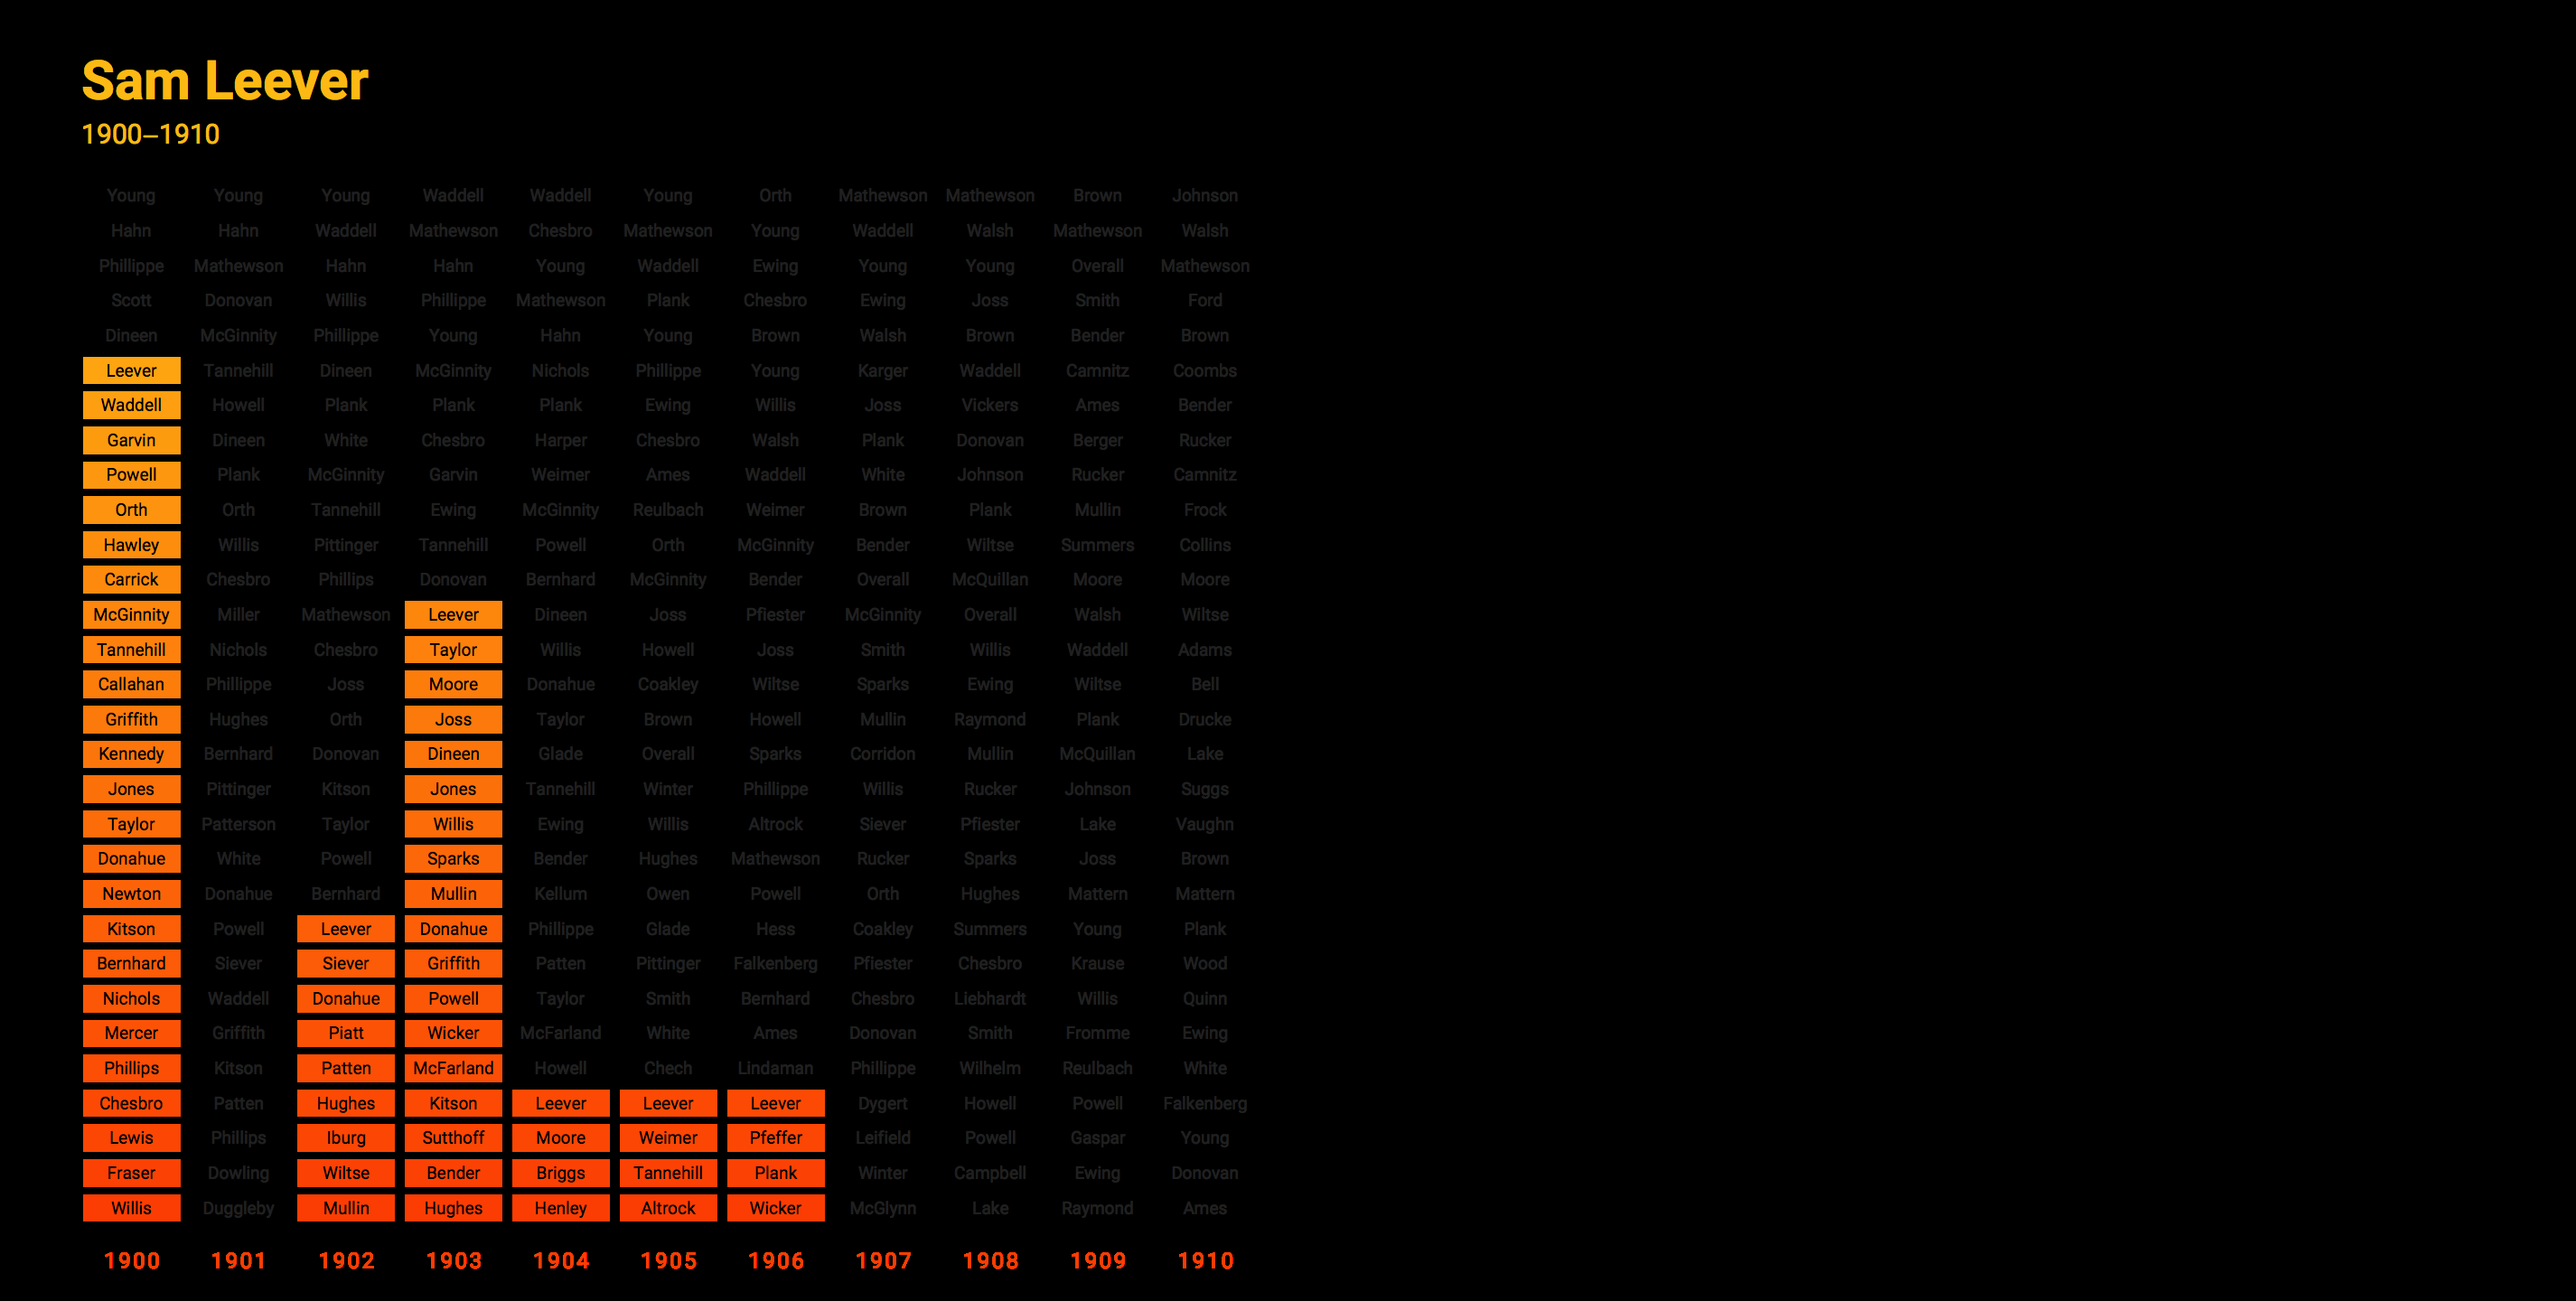 Sam Leever
1900–1910
Young Young Young Waddell Waddell Young Orth Mathewson Mathewson Brown Johnson
Hahn Hahn Waddell Mathewson Chesbro Mathewson Young Waddell Walsh Mathewson Walsh
Phillippe Mathewson Hahn Hahn Young Waddell Ewing Young Young Overall Mathewson
Scott Donovan Willis Phillippe Mathewson Plank Chesbro Ewing Joss Smith Ford
Dineen McGinnity Phillippe Young Hahn Young Brown Walsh Brown Bender Brown
Leever Tannehill Dineen McGinnity Nichols Phillippe Young Karger Waddell Camnitz Coombs
Waddell Howell Plank Plank Plank Ewing Willis Joss Vickers Ames Bender
Garvin Dineen White Chesbro Harper Chesbro Walsh Plank Donovan Berger Rucker
Powell Plank McGinnity Garvin Weimer Ames Waddell White Johnson Rucker Camnitz
Orth Orth Tannehill Ewing McGinnity Reulbach Weimer Brown Plank Mullin Frock
Hawley Willis Pittinger Tannehill Powell Orth McGinnity Bender Wiltse Summers Collins
Carrick Chesbro Phillips Donovan Bernhard McGinnity Bender Overall McQuillan Moore Moore
McGinnity Miller Mathewson Leever Dineen Joss Pfiester McGinnity Overall Walsh Wiltse
Tannehill Nichols Chesbro Taylor Willis Howell Joss Smith Willis Waddell Adams
Callahan Phillippe Joss Moore Donahue Coakley Wiltse Sparks Ewing Wiltse Bell
Griffith Hughes Orth Joss Taylor Brown Howell Mullin Raymond Plank Drucke
Kennedy Bernhard Donovan Dineen Glade Overall Sparks Corridon Mullin McQuillan Lake
Jones Pittinger Kitson Jones Tannehill Winter Phillippe Willis Rucker Johnson Suggs
Taylor Patterson Taylor Willis Ewing Willis Altrock Siever Pfiester Lake Vaughn
Donahue White Powell Sparks Bender Hughes Mathewson Rucker Sparks Joss Brown
Newton Donahue Bernhard Mullin Kellum Owen Powell Orth Hughes Mattern Mattern
Kitson Powell Leever Donahue Phillippe Glade Hess Coakley Summers Young Plank
Bernhard Siever Siever Griffith Patten Pittinger Falkenberg Pfiester Chesbro Krause Wood
Nichols Waddell Donahue Powell Taylor Smith Bernhard Chesbro Liebhardt Willis Quinn
Mercer Griffith Piatt Wicker McFarland White Ames Donovan Smith Fromme Ewing
Phillips Kitson Patten McFarland Howell Chech Lindaman Phillippe Wilhelm Reulbach White
Chesbro Patten Hughes Kitson Leever Leever Leever Dygert Howell Powell Falkenberg
Lewis Phillips Iburg Sutthoff Moore Weimer Pfeffer Leifield Powell Gaspar Young
Fraser Dowling Wiltse Bender Briggs Tannehill Plank Winter Campbell Ewing Donovan
Willis Duggleby Mullin Hughes Henley Altrock Wicker McGlynn Lake Raymond Ames
1900 1901 1902 1903 1904 1905 1906 1907 1908 1909 1910